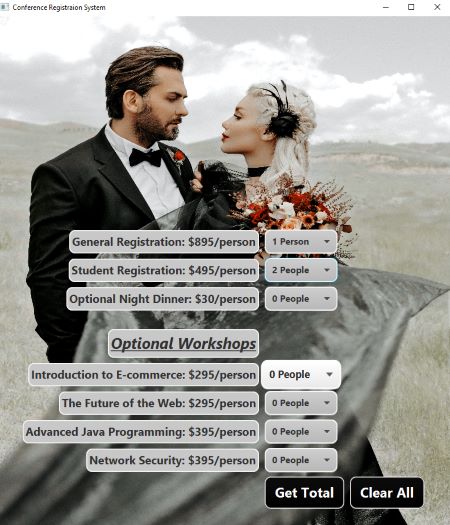 Conference Registraion System
General Registration: $895/person 1 Person
Student Registration: $495/person 2 People
Optional Night Dinner: $30/person 0 People
Optional Workshops
Introduction to E-commerce: $295/person 0 People
The Future of the Web: $295/person 0 People
Advanced Java Programming: $395/person 0 People
Network Security: $395/person 0 People
Get Total Clear All